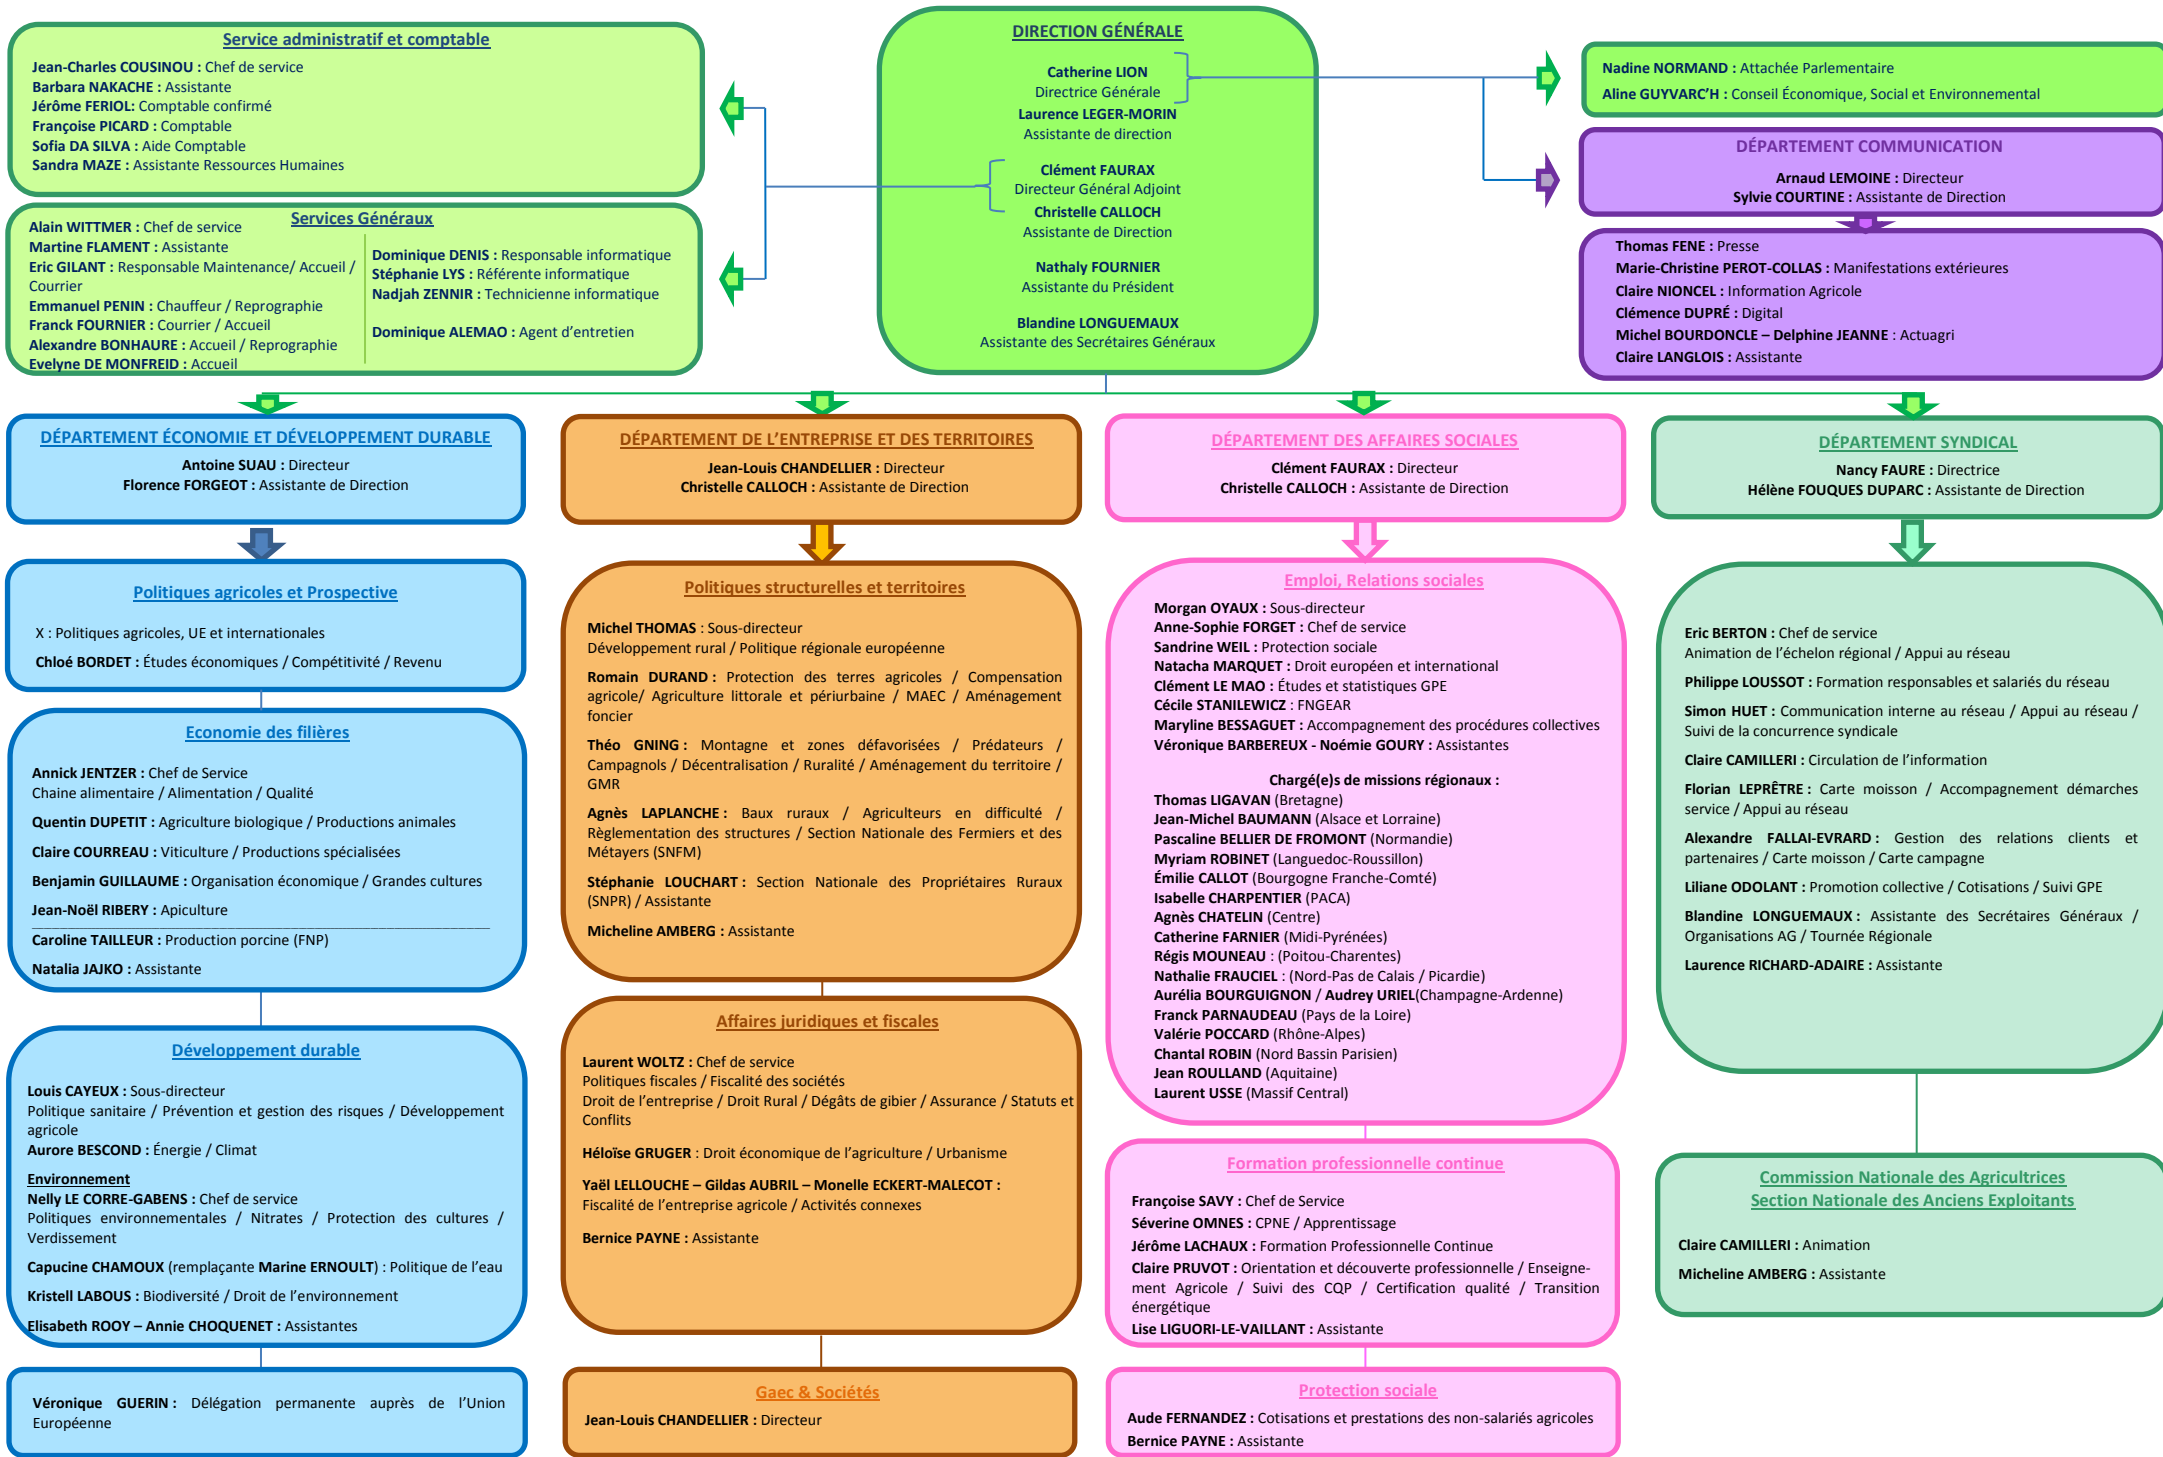 Service administratif et comptable
Jean-Charles COUSINOU : Chef de service
Barbara NAKACHE : Assistante
Jérôme FERIOL: Comptable confirmé
Françoise PICARD : Comptable
Sofia DA SILVA : Aide Comptable
Sandra MAZE : Assistante Ressources Humaines
Services Généraux
Alain WITTMER : Chef de service
Martine FLAMENT : Assistante
Eric GILANT : Responsable Maintenance/ Accueil /
Courrier
Emmanuel PENIN : Chauffeur / Reprographie
Franck FOURNIER : Courrier / Accueil
Alexandre BONHAURE : Accueil / Reprographie
Evelyne DE MONFREID : Accueil
Dominique DENIS : Responsable informatique
Stéphanie LYS : Référente informatique
Nadjah ZENNIR : Technicienne informatique
Dominique ALEMAO : Agent d’entretien
DIRECTION GÉNÉRALE
Catherine LION
Directrice Générale
Laurence LEGER-MORIN
Assistante de direction
Clément FAURAX
Directeur Général Adjoint
Christelle CALLOCH
Assistante de Direction
Nathaly FOURNIER
Assistante du Président
Blandine LONGUEMAUX
Assistante des Secrétaires Généraux
Nadine NORMAND : Attachée Parlementaire
Aline GUYVARC’H : Conseil Économique, Social et Environnemental
DÉPARTEMENT COMMUNICATION
Arnaud LEMOINE : Directeur
Sylvie COURTINE : Assistante de Direction
Thomas FENE : Presse
Marie-Christine PEROT-COLLAS : Manifestations extérieures
Claire NIONCEL : Information Agricole
Clémence DUPRÉ : Digital
Michel BOURDONCLE – Delphine JEANNE : Actuagri
Claire LANGLOIS : Assistante
DÉPARTEMENT ÉCONOMIE ET DÉVELOPPEMENT DURABLE
Antoine SUAU : Directeur
Florence FORGEOT : Assistante de Direction
Politiques agricoles et Prospective
X : Politiques agricoles, UE et internationales
Chloé BORDET : Études économiques / Compétitivité / Revenu
Economie des filières
Annick JENTZER : Chef de Service
Chaine alimentaire / Alimentation / Qualité
Quentin DUPETIT : Agriculture biologique / Productions animales
Claire COURREAU : Viticulture / Productions spécialisées
Benjamin GUILLAUME : Organisation économique / Grandes cultures
Jean-Noël RIBERY : Apiculture
Caroline TAILLEUR : Production porcine (FNP)
Natalia JAJKO : Assistante
Développement durable
Louis CAYEUX : Sous-directeur
Politique sanitaire / Prévention et gestion des risques / Développement
agricole
Aurore BESCOND : Énergie / Climat
Environnement
Nelly LE CORRE-GABENS : Chef de service
Politiques environnementales / Nitrates / Protection des cultures /
Verdissement
Capucine CHAMOUX (remplaçante Marine ERNOULT) : Politique de l’eau
Kristell LABOUS : Biodiversité / Droit de l’environnement
Elisabeth ROOY – Annie CHOQUENET : Assistantes
Véronique GUERIN : Délégation permanente auprès de l’Union
Européenne
DÉPARTEMENT DE L’ENTREPRISE ET DES TERRITOIRES
Jean-Louis CHANDELLIER : Directeur
Christelle CALLOCH : Assistante de Direction
Politiques structurelles et territoires
Michel THOMAS : Sous-directeur
Développement rural / Politique régionale européenne
Romain DURAND : Protection des terres agricoles / Compensation
agricole/ Agriculture littorale et périurbaine / MAEC / Aménagement
foncier
Théo GNING : Montagne et zones défavorisées / Prédateurs /
Campagnols / Décentralisation / Ruralité / Aménagement du territoire /
GMR
Agnès LAPLANCHE : Baux ruraux / Agriculteurs en difficulté /
Règlementation des structures / Section Nationale des Fermiers et des
Métayers (SNFM)
Stéphanie LOUCHART : Section Nationale des Propriétaires Ruraux
(SNPR) / Assistante
Micheline AMBERG : Assistante
Affaires juridiques et fiscales
Laurent WOLTZ : Chef de service
Politiques fiscales / Fiscalité des sociétés
Droit de l’entreprise / Droit Rural / Dégâts de gibier / Assurance / Statuts et
Conflits
Héloïse GRUGER : Droit économique de l’agriculture / Urbanisme
Yaël LELLOUCHE – Gildas AUBRIL – Monelle ECKERT-MALECOT :
Fiscalité de l’entreprise agricole / Activités connexes
Bernice PAYNE : Assistante
Gaec & Sociétés
Jean-Louis CHANDELLIER : Directeur
DÉPARTEMENT DES AFFAIRES SOCIALES
Clément FAURAX : Directeur
Christelle CALLOCH : Assistante de Direction
Emploi, Relations sociales
Morgan OYAUX : Sous-directeur
Anne-Sophie FORGET : Chef de service
Sandrine WEIL : Protection sociale
Natacha MARQUET : Droit européen et international
Clément LE MAO : Études et statistiques GPE
Cécile STANILEWICZ : FNGEAR
Maryline BESSAGUET : Accompagnement des procédures collectives
Véronique BARBEREUX - Noémie GOURY : Assistantes
Chargé(e)s de missions régionaux :
Thomas LIGAVAN (Bretagne)
Jean-Michel BAUMANN (Alsace et Lorraine)
Pascaline BELLIER DE FROMONT (Normandie)
Myriam ROBINET (Languedoc-Roussillon)
Émilie CALLOT (Bourgogne Franche-Comté)
Isabelle CHARPENTIER (PACA)
Agnès CHATELIN (Centre)
Catherine FARNIER (Midi-Pyrénées)
Régis MOUNEAU : (Poitou-Charentes)
Nathalie FRAUCIEL : (Nord-Pas de Calais / Picardie)
Aurélia BOURGUIGNON / Audrey URIEL(Champagne-Ardenne)
Franck PARNAUDEAU (Pays de la Loire)
Valérie POCCARD (Rhône-Alpes)
Chantal ROBIN (Nord Bassin Parisien)
Jean ROULLAND (Aquitaine)
Laurent USSE (Massif Central)
Formation professionnelle continue
Françoise SAVY : Chef de Service
Séverine OMNES : CPNE / Apprentissage
Jérôme LACHAUX : Formation Professionnelle Continue
Claire PRUVOT : Orientation et découverte professionnelle / Enseigne-
ment Agricole / Suivi des CQP / Certification qualité / Transition
énergétique
Lise LIGUORI-LE-VAILLANT : Assistante
Protection sociale
Aude FERNANDEZ : Cotisations et prestations des non-salariés agricoles
Bernice PAYNE : Assistante
DÉPARTEMENT SYNDICAL
Nancy FAURE : Directrice
Hélène FOUQUES DUPARC : Assistante de Direction
Eric BERTON : Chef de service
Animation de l’échelon régional / Appui au réseau
Philippe LOUSSOT : Formation responsables et salariés du réseau
Simon HUET : Communication interne au réseau / Appui au réseau /
Suivi de la concurrence syndicale
Claire CAMILLERI : Circulation de l’information
Florian LEPRÊTRE : Carte moisson / Accompagnement démarches
service / Appui au réseau
Alexandre FALLAI-EVRARD : Gestion des relations clients et
partenaires / Carte moisson / Carte campagne
Liliane ODOLANT : Promotion collective / Cotisations / Suivi GPE
Blandine LONGUEMAUX : Assistante des Secrétaires Généraux /
Organisations AG / Tournée Régionale
Laurence RICHARD-ADAIRE : Assistante
Commission Nationale des Agricultrices
Section Nationale des Anciens Exploitants
Claire CAMILLERI : Animation
Micheline AMBERG : Assistante